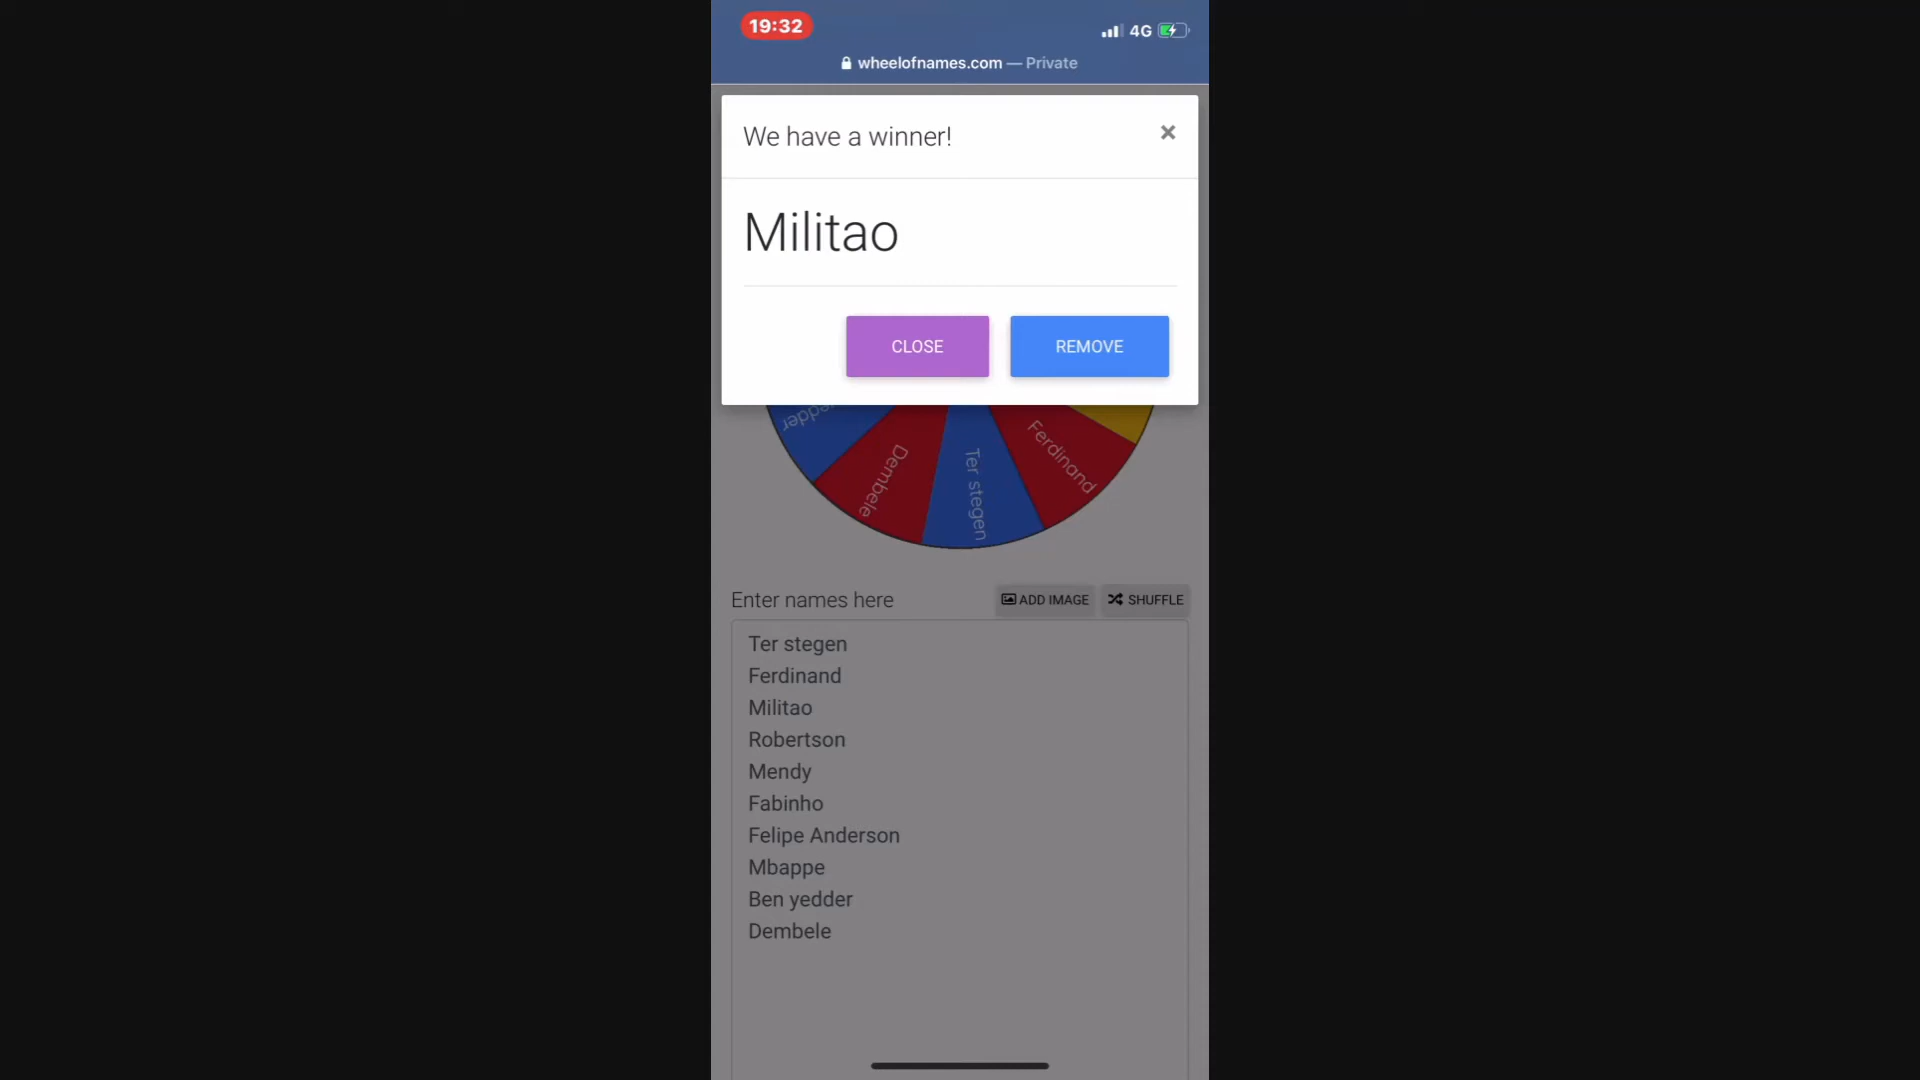 19:32
4G
wheelofnames.com — Private
We have a winner!
×
Militao
CLOSE
REMOVE
edder
Dembele
Ter stegen
Ferdinand
Enter names here
ADD IMAGE
SHUFFLE
Ter stegen
Ferdinand
Militao
Robertson
Mendy
Fabinho
Felipe Anderson
Mbappe
Ben yedder
Dembele